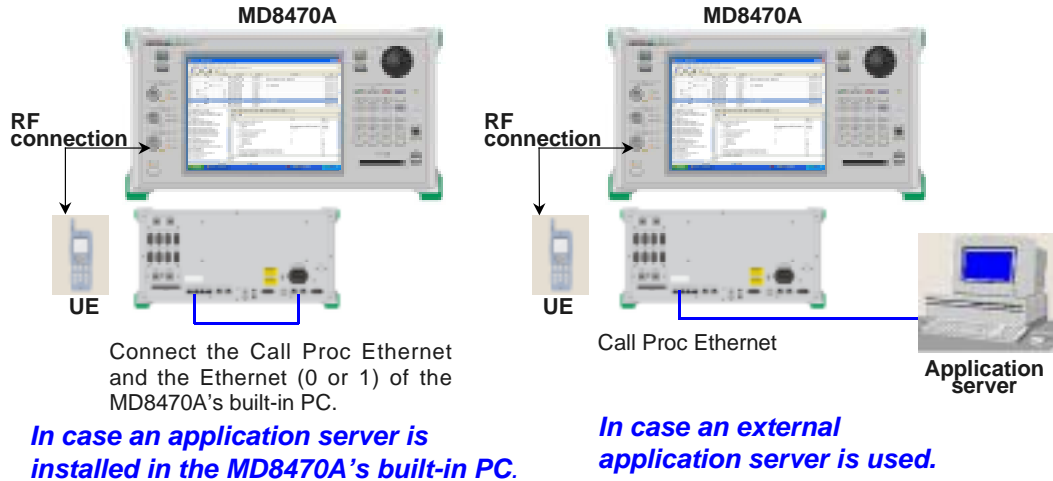 MD8470A
RF
connection
UE
Connect the Call Proc Ethernet
and the Ethernet (0 or 1) of the
MD8470A's built-in PC.
In case an application server is
installed in the MD8470A's built-in PC.
MD8470A
RF
connection
UE
Call Proc Ethernet
Application
server
In case an external
application server is used.